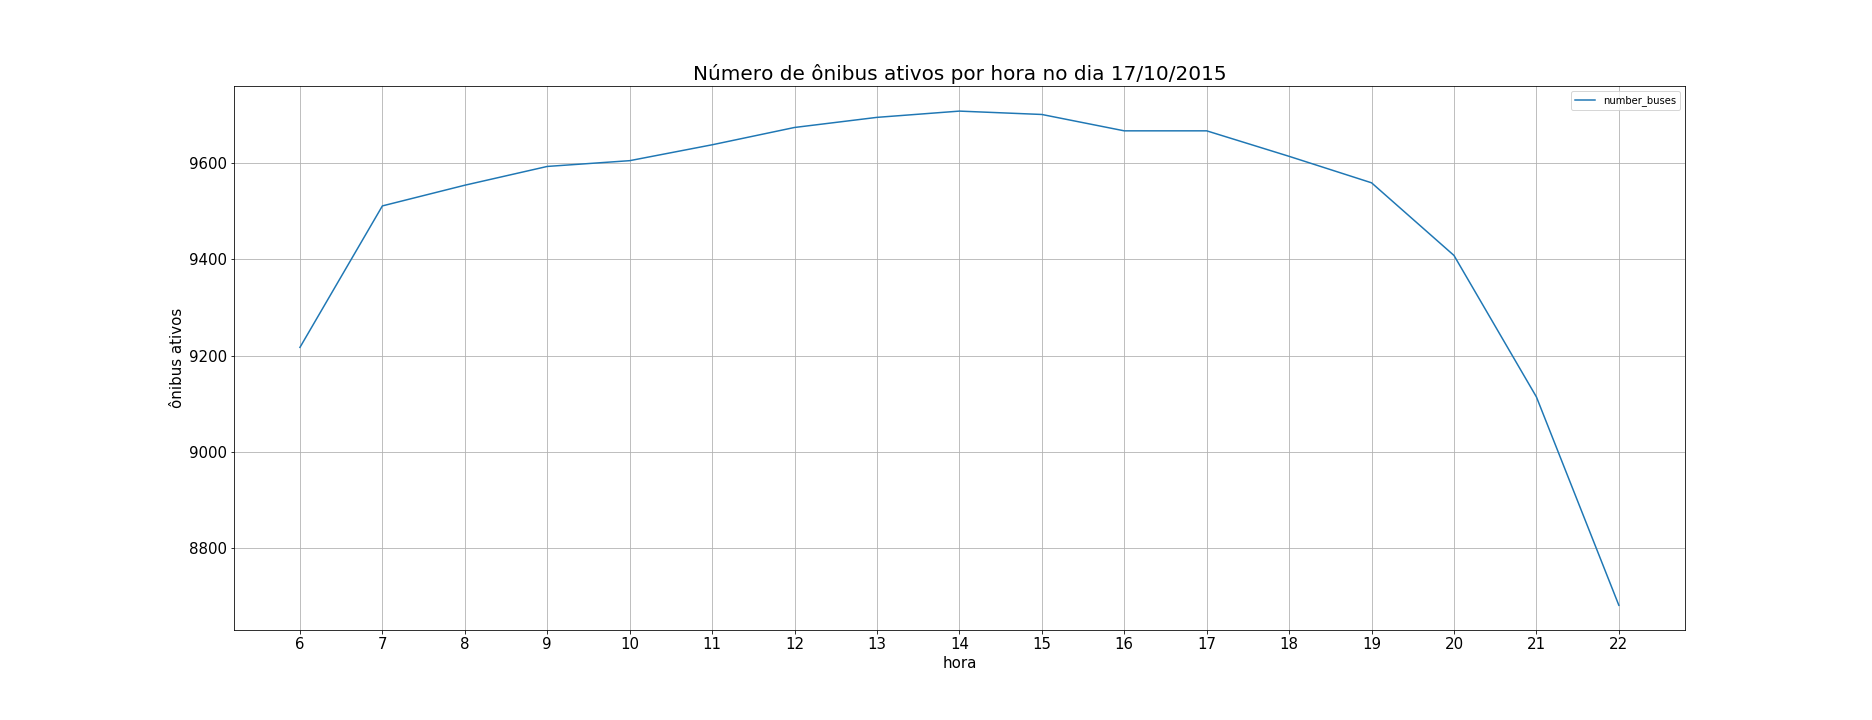 Número de ônibus ativos por hora no dia 17/10/2015
number_buses
9600
9400
9200
9000
8800
ônibus ativos
6 7 8 9 10 11 12 13 14 15 16 17 18 19 20 21 22
hora